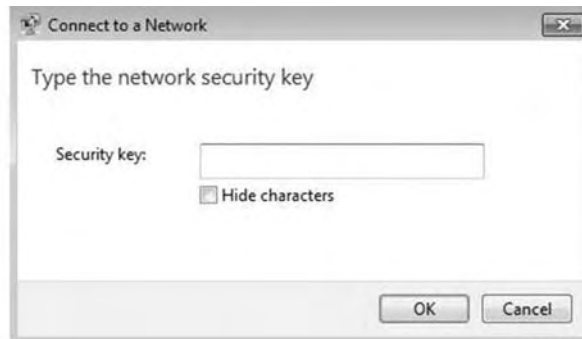 Connect to a Network
Type the network security key
Security key:
Hide characters
OK
Cancel